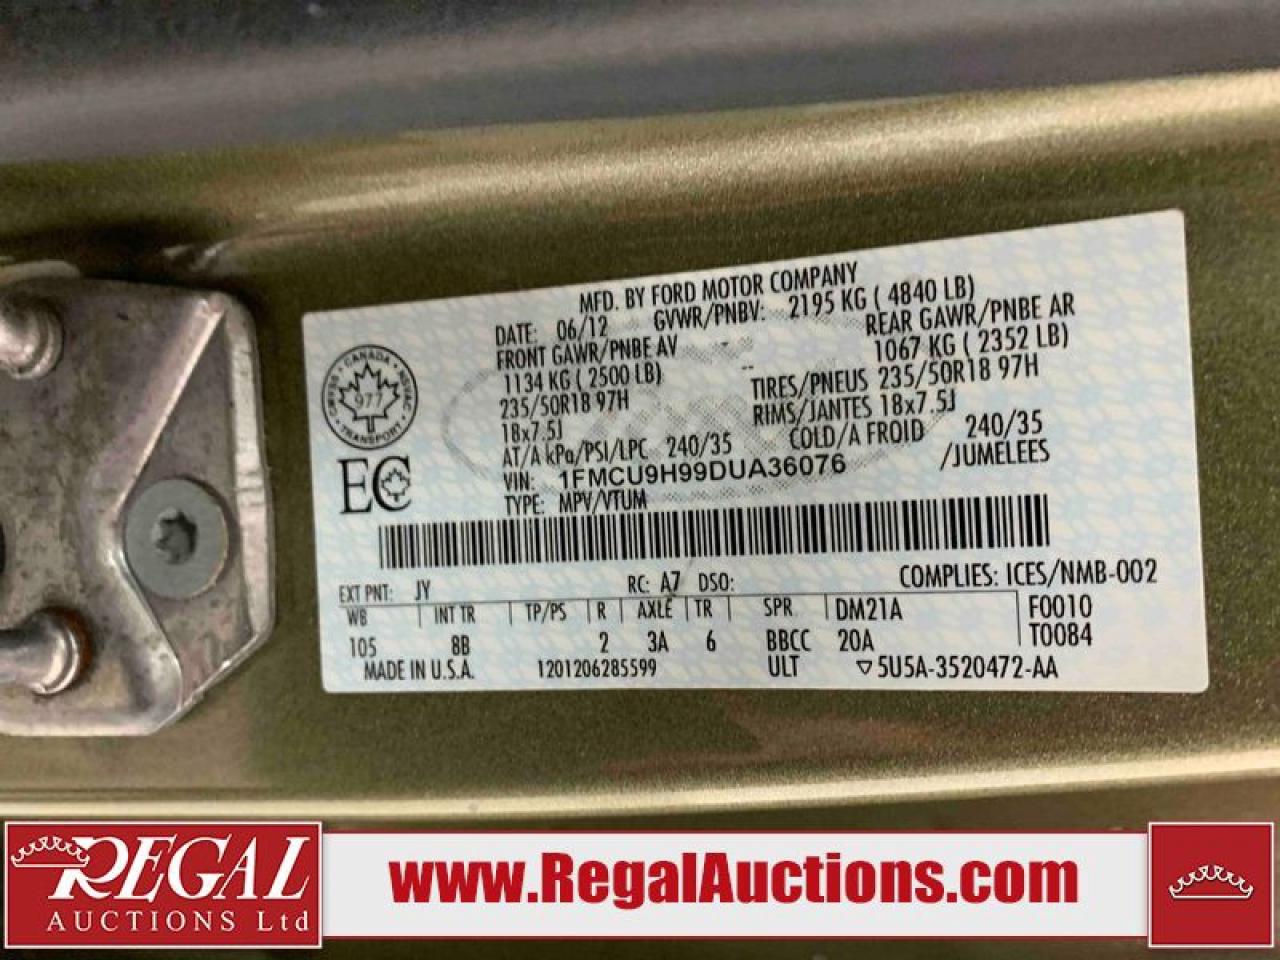 MFD. BY FORD MOTOR COMPANY
DATE: 06/12 GVWR/PNBV: 2195 KG ( 4840 LB)
FRONT GAWR/PNBE AV REAR GAWR/PNBE AR
1134 KG ( 2500 LB) 1067 KG ( 2352 LB)
235/50R18 97H TIRES/PNEUS 235/50R18 97H
18x7.5J RIMS/JANTES 18x7.5J
AT/A kPa/PSI/LPC 240/35 COLD/A FROID 240/35
VIN: 1FMCU9H99DUA36076 /JUMELEES
TYPE: MPV/VTUM
CANADA
977
TRANSPORT
EC
EXT PNT: JY RC: A7 DSO: COMPLIES: ICES/NMB-002
WB INT TR TP/PS R AXLE TR SPR DM21A F0010
105 8B 2 3A 6 BBCC 20A T0084
MADE IN U.S.A. 1201206285599 ULT 5U5A-3520472-AA
REGAL
AUCTIONS Ltd
www.RegalAuctions.com